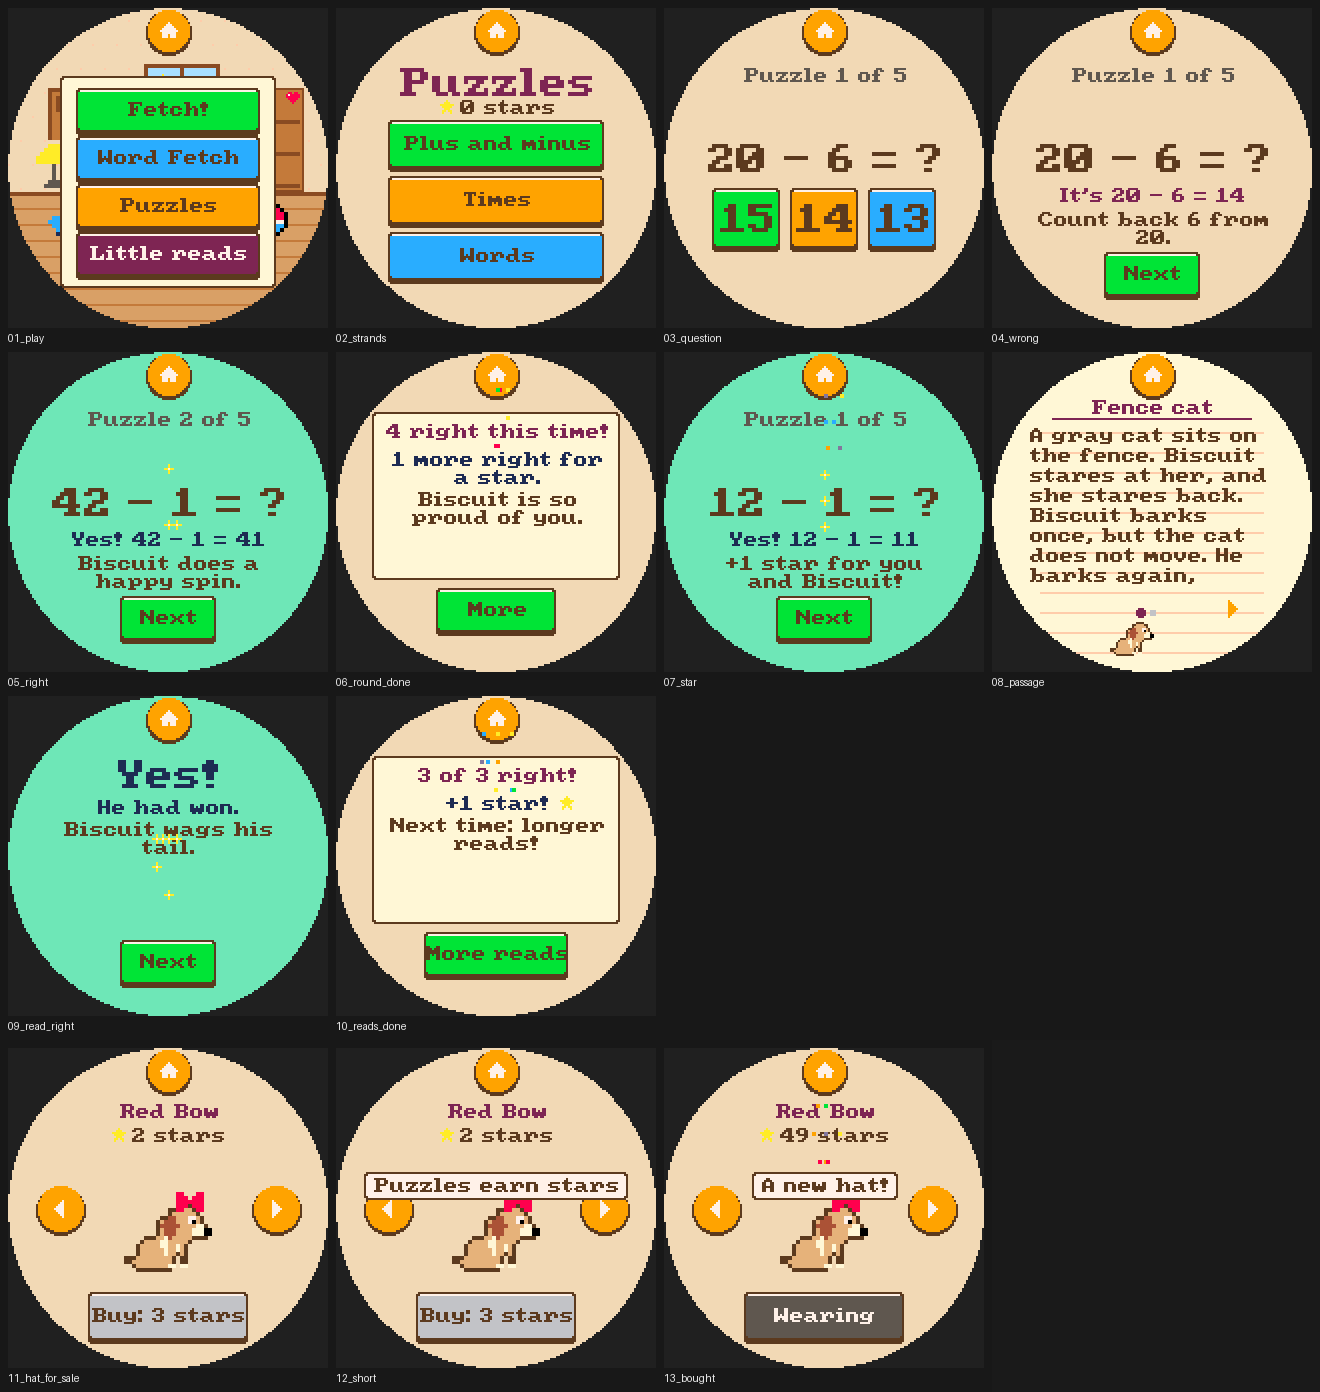 Fetch!
Word Fetch
Puzzles
Little reads
01_play
Puzzles
0 stars
Plus and minus
Times
Words
02_strands
Puzzle 1 of 5
20 - 6 = ?
15
14
13
03_question
Puzzle 1 of 5
20 - 6 = ?
It's 20 - 6 = 14
Count back 6 from
20.
Next
04_wrong
Puzzle 2 of 5
42 - 1 = ?
Yes! 42 - 1 = 41
Biscuit does a
happy spin.
Next
05_right
4 right this time!
1 more right for
a star.
Biscuit is so
proud of you.
More
06_round_done
Puzzle 1 of 5
12 - 1 = ?
Yes! 12 - 1 = 11
+1 star for you
and Biscuit!
Next
07_star
Fence cat
A gray cat sits on
the fence. Biscuit
stares at her, and
she stares back.
Biscuit barks
once, but the cat
does not move. He
barks again,
08_passage
Yes!
He had won.
Biscuit wags his
tail.
Next
09_read_right
3 of 3 right!
+1 star!
Next time: longer
reads!
More reads
10_reads_done
Red Bow
2 stars
Buy: 3 stars
11_hat_for_sale
Red Bow
2 stars
Puzzles earn stars
Buy: 3 stars
12_short
Red Bow
49 stars
A new hat!
Wearing
13_bought